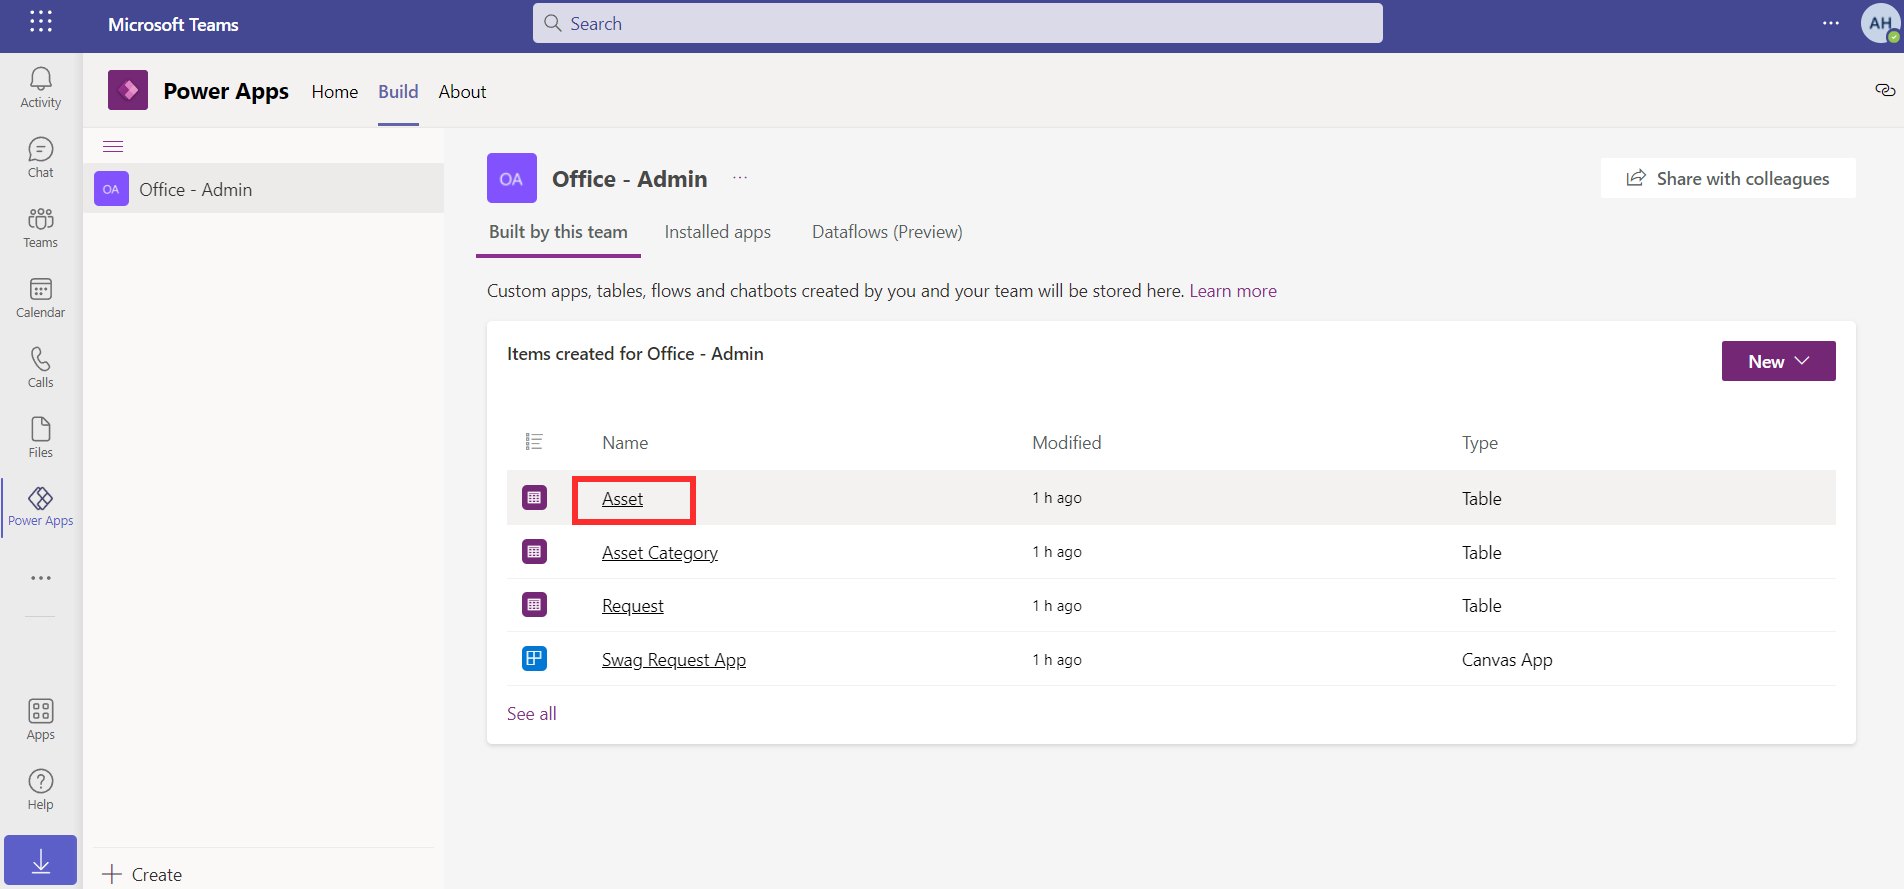 Microsoft Teams
Search
AH
Activity
Chat
Teams
Calendar
Calls
Files
Power Apps
Apps
Help
Power Apps Home Build About
OA Office - Admin
Create
OA Office - Admin
Share with colleagues
Built by this team Installed apps Dataflows (Preview)
Custom apps, tables, flows and chatbots created by you and your team will be stored here. Learn more
Items created for Office - Admin
New
Name Modified Type
Asset 1 h ago Table
Asset Category 1 h ago Table
Request 1 h ago Table
Swag Request App 1 h ago Canvas App
See all